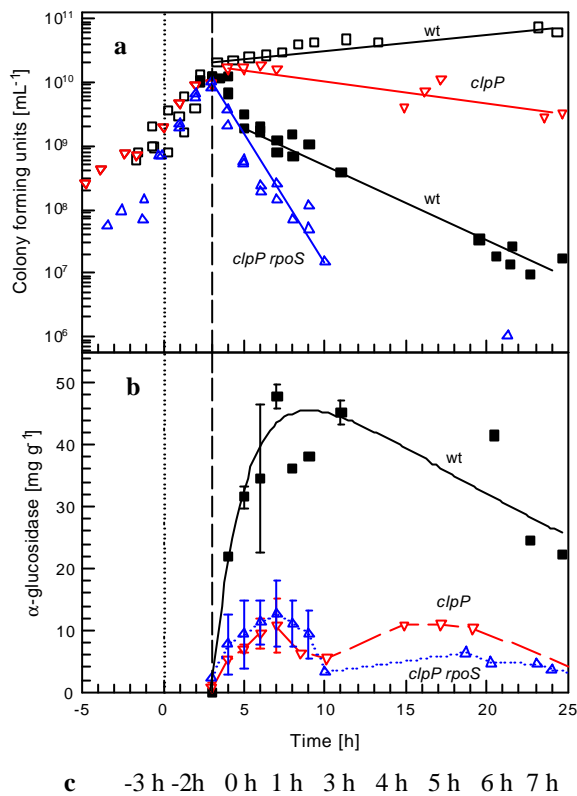 a
Colony forming units [mL⁻¹]
10¹¹
10¹⁰
10⁹
10⁸
10⁷
10⁶
wt
clpP
wt
clpP rpoS
b
α-glucosidase [mg g⁻¹]
50
40
30
20
10
0
wt
clpP
clpP rpoS
-5 0 5 10 15 20 25
Time [h]
c -3 h -2h 0 h 1 h 3 h 4 h 5 h 6 h 7 h